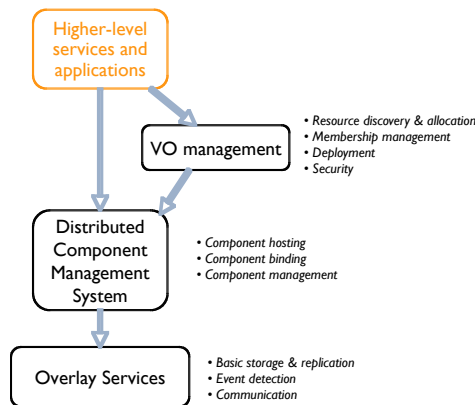 Higher-level
services and
applications
VO management
• Resource discovery & allocation
• Membership management
• Deployment
• Security
Distributed
Component
Management
System
• Component hosting
• Component binding
• Component management
Overlay Services
• Basic storage & replication
• Event detection
• Communication